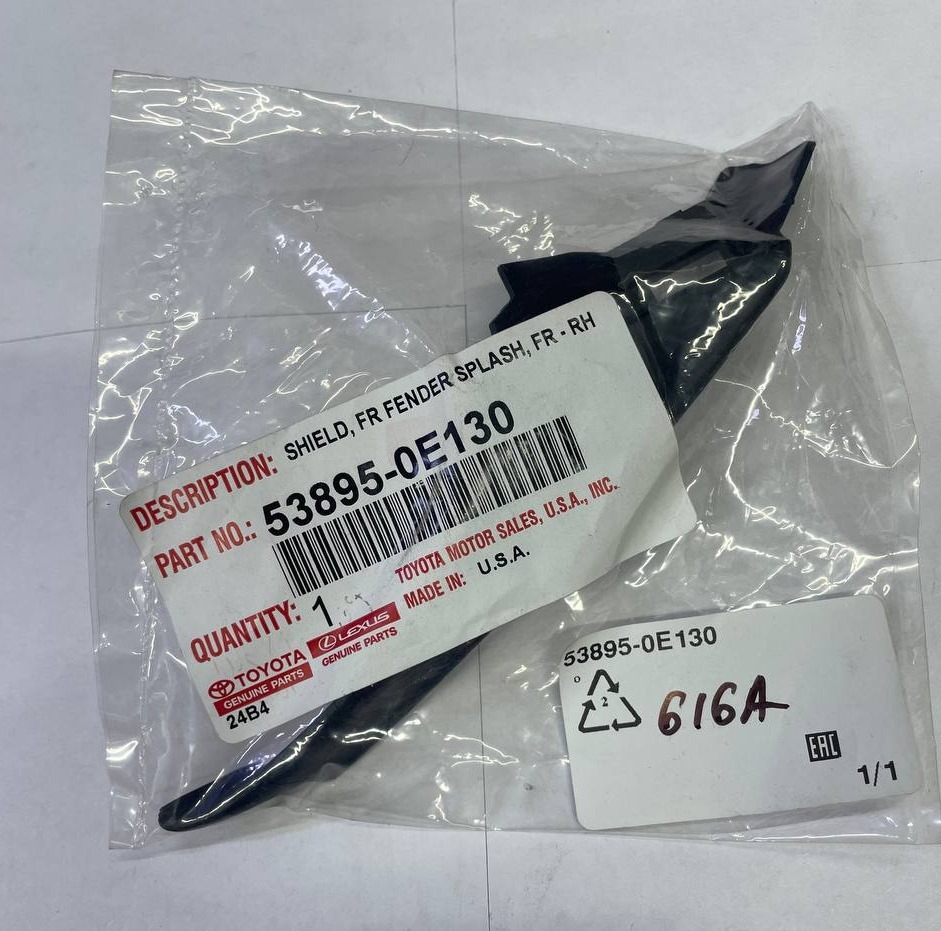 DESCRIPTION: SHIELD, FR FENDER SPLASH, FR - RH
PART NO.: 53895-0E130
TOYOTA MOTOR SALES, U.S.A., INC.
QUANTITY: 1 MADE IN: U.S.A.
TOYOTA
GENUINE PARTS
LEXUS
GENUINE PARTS
24B4
53895-0E130
2
616A
EAC
1/1